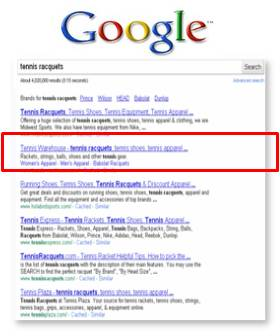 Google™
tennis racquets
Search
About 4,020,000 results
Advanced search
Brands for tennis racquets: Prince Wilson HEAD Babolat Dunlop
Tennis Racquets, Tennis Shoes, Tennis Equipment, Tennis Apparel ...
Offering a huge selection of tennis racquets, tennis shoes, tennis apparel & clothing, we are
Midwest Sports. We also have tennis equipment from Nike, ...
Tennis Warehouse - tennis racquets, tennis shoes, tennis apparel ...
Rackets, strings, balls, shoes and other tennis gear.
Women's Apparel - Men's Apparel - Babolat Racquets
Running Shoes, Tennis Shoes, Tennis Racquets & Discount Apparel ...
Get great deals and discounts on running shoes, tennis shoes, racquets, apparel and
equipment. Find all the equipment and accessories of top brands ...
www.holabirdsports.com/ - Cached - Similar
Tennis Express - Tennis Rackets, Tennis Shoes, Tennis Apparel ...
Tennis Express - Rackets, Shoes, Apparel, Tennis Bags, Backpacks, String, Balls,
Racquets from Babolat, Wilson, Prince, Nike, Adidas, Head, Reebok, Dunlop.
www.tennisexpress.com/ - Cached - Similar
TennisRacquets.com - Tennis Racket Helpful Tips, How to pick the ...
is the list of tennis racquets with the description of their features. You may use the
SEARCH to find the perfect racquet "By Brand", "By Head Size", ...
www.tennisracquets.com/ - Cached - Similar
Tennis Plaza - tennis racquets, tennis shoes, tennis apparel ...
Tennis Racquets at Tennis Plaza. Your source for tennis rackets, tennis shoes, strings,
tennis bags, grips, accessories, apparel, & equipment online
www.tennisplaza.com/ - Cached - Similar